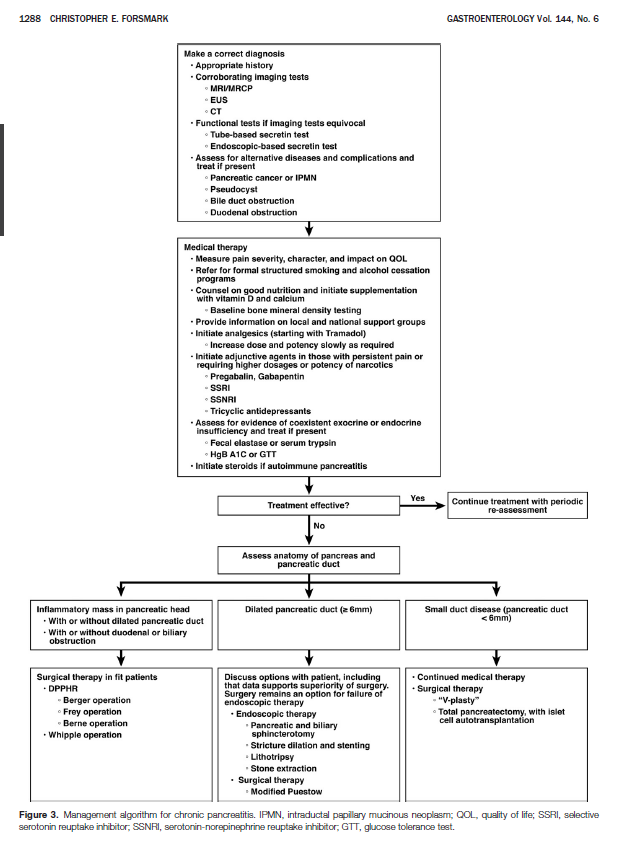 1288 CHRISTOPHER E. FORSMARK
GASTROENTEROLOGY Vol. 144, No. 6
Make a correct diagnosis
· Appropriate history
· Corroborating imaging tests
◦ MRI/MRCP
◦ EUS
◦ CT
· Functional tests if imaging tests equivocal
◦ Tube-based secretin test
◦ Endoscopic-based secretin test
· Assess for alternative diseases and complications and
treat if present
◦ Pancreatic cancer or IPMN
◦ Pseudocyst
◦ Bile duct obstruction
◦ Duodenal obstruction
Medical therapy
· Measure pain severity, character, and impact on QOL
· Refer for formal structured smoking and alcohol cessation
programs
· Counsel on good nutrition and initiate supplementation
with vitamin D and calcium
◦ Baseline bone mineral density testing
· Provide information on local and national support groups
· Initiate analgesics (starting with Tramadol)
◦ Increase dose and potency slowly as required
· Initiate adjunctive agents in those with persistent pain or
requiring higher dosages or potency of narcotics
◦ Pregabalin, Gabapentin
◦ SSRI
◦ SSNRI
◦ Tricyclic antidepressants
· Assess for evidence of coexistent exocrine or endocrine
insufficiency and treat if present
◦ Fecal elastase or serum trypsin
◦ HgB A1C or GTT
· Initiate steroids if autoimmune pancreatitis
Treatment effective?
Yes
Continue treatment with periodic
re-assessment
No
Assess anatomy of pancreas and
pancreatic duct
Inflammatory mass in pancreatic head
· With or without dilated pancreatic duct
· With or without duodenal or biliary
obstruction
Dilated pancreatic duct (≥ 6mm)
Small duct disease (pancreatic duct
< 6mm)
Surgical therapy in fit patients
· DPPHR
◦ Berger operation
◦ Frey operation
◦ Berne operation
· Whipple operation
Discuss options with patient, including
that data supports superiority of surgery.
Surgery remains an option for failure of
endoscopic therapy
· Endoscopic therapy
◦ Pancreatic and biliary
sphincterotomy
◦ Stricture dilation and stenting
◦ Lithotripsy
◦ Stone extraction
· Surgical therapy
◦ Modified Puestow
· Continued medical therapy
· Surgical therapy
◦ "V-plasty"
◦ Total pancreatectomy, with islet
cell autotransplantation
Figure 3. Management algorithm for chronic pancreatitis. IPMN, intraductal papillary mucinous neoplasm; QOL, quality of life; SSRI, selective
serotonin reuptake inhibitor; SSNRI, serotonin-norepinephrine reuptake inhibitor; GTT, glucose tolerance test.